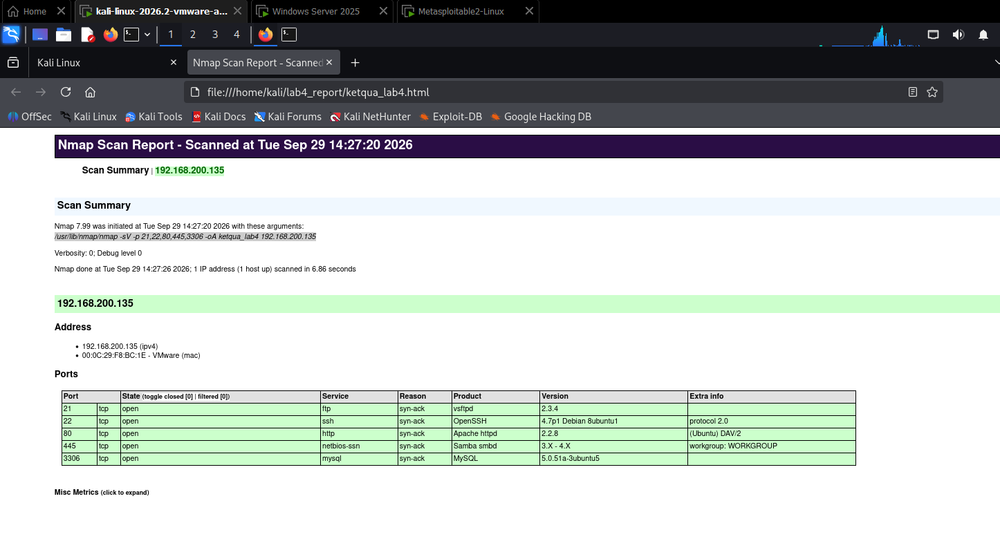 Home
kali-linux-2026.2-vmware-a...
Windows Server 2025
Metasploitable2-Linux
1 2 3 4
Kali Linux
Nmap Scan Report - Scanned
file:///home/kali/lab4_report/ketqua_lab4.html
OffSec Kali Linux Kali Tools Kali Docs Kali Forums Kali NetHunter Exploit-DB Google Hacking DB
Nmap Scan Report - Scanned at Tue Sep 29 14:27:20 2026
Scan Summary | 192.168.200.135
Scan Summary
Nmap 7.99 was initiated at Tue Sep 29 14:27:20 2026 with these arguments:
/usr/lib/nmap/nmap -sV -p 21,22,80,445,3306 -oA ketqua_lab4 192.168.200.135
Verbosity: 0; Debug level 0
Nmap done at Tue Sep 29 14:27:26 2026; 1 IP address (1 host up) scanned in 6.86 seconds
192.168.200.135
Address
• 192.168.200.135 (ipv4)
• 00:0C:29:F8:BC:1E - VMware (mac)
Ports
Port State (toggle closed [0] | filtered [0]) Service Reason Product Version Extra info
21 tcp open ftp syn-ack vsftpd 2.3.4
22 tcp open ssh syn-ack OpenSSH 4.7p1 Debian 8ubuntu1 protocol 2.0
80 tcp open http syn-ack Apache httpd 2.2.8 (Ubuntu) DAV/2
445 tcp open netbios-ssn syn-ack Samba smbd 3.X - 4.X workgroup: WORKGROUP
3306 tcp open mysql syn-ack MySQL 5.0.51a-3ubuntu5
Misc Metrics (click to expand)